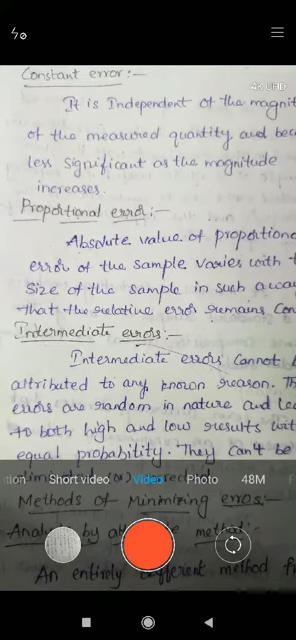 Constant error:-
4K UHD
It is Independent of the magnit
of the measured quantity and bec
less significant as the magnitude
increases.
Proportional error:-
Absolute value of proportiona
error of the sample varies with t
size of the sample in such a way
that the relative error remains Con
Intermediate errors:-
Intermediate errors Cannot b
attributed to any known reason. Th
errors are random in nature and lea
to both high and low results wit
equal probability. They can't be
tion Short video Video Photo 48M
Methods of Minimizing erros:-
Analysis by method:-
An entirely different method f